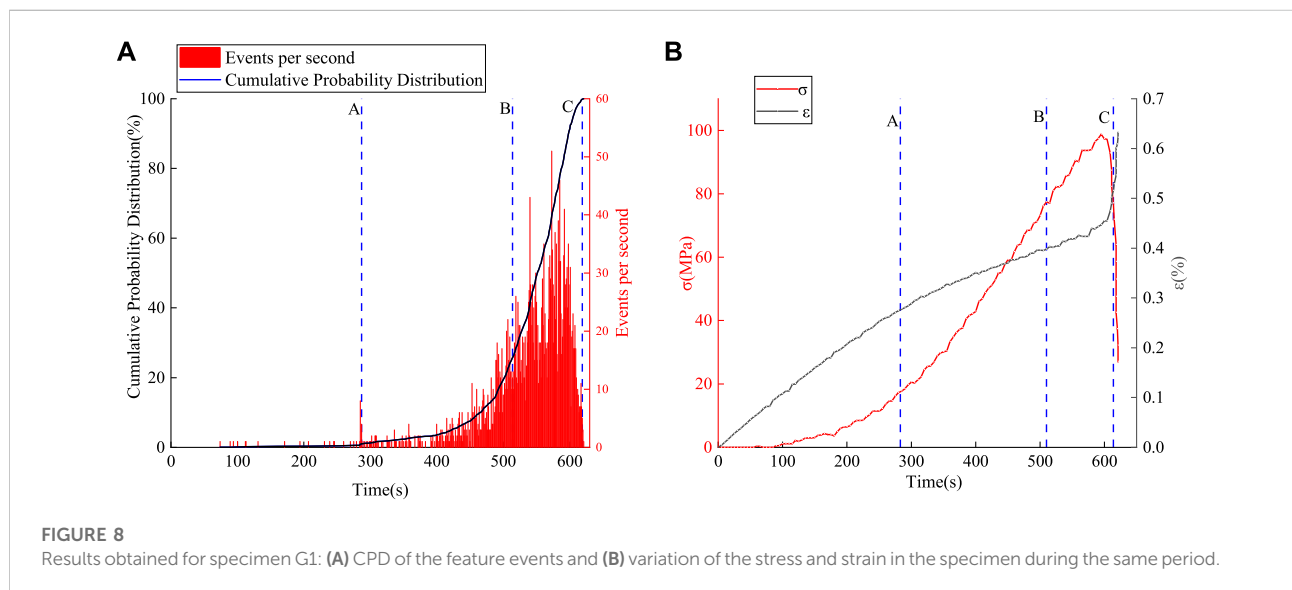 A
Events per second
Cumulative Probability Distribution
100
80
60
40
20
0
Cumulative Probability Distribution(%)
A
B
C
60
50
40
30
20
10
0
Events per second
0 100 200 300 400 500 600
Time(s)
B
σ
ε
100
80
60
40
20
0
σ(MPa)
A
B
C
0.7
0.6
0.5
0.4
0.3
0.2
0.1
0.0
ε(%)
0 100 200 300 400 500 600
Time(s)
FIGURE 8
Results obtained for specimen G1: (A) CPD of the feature events and (B) variation of the stress and strain in the specimen during the same period.